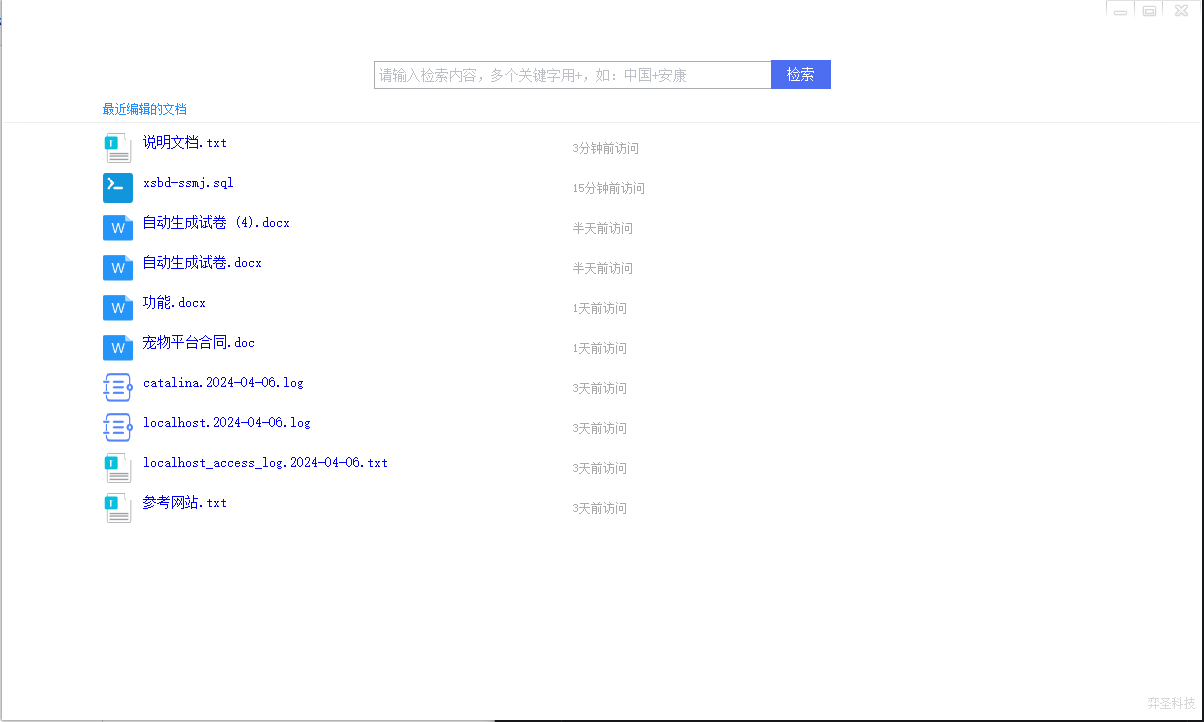 请输入检索内容，多个关键字用+，如：中国+安康
检索
最近编辑的文档
说明文档.txt 3分钟前访问
xsbd-ssmj.sql 15分钟前访问
自动生成试卷 (4).docx 半天前访问
自动生成试卷.docx 半天前访问
功能.docx 1天前访问
宠物平台合同.doc 1天前访问
catalina.2024-04-06.log 3天前访问
localhost.2024-04-06.log 3天前访问
localhost_access_log.2024-04-06.txt 3天前访问
参考网站.txt 3天前访问
弈圣科技